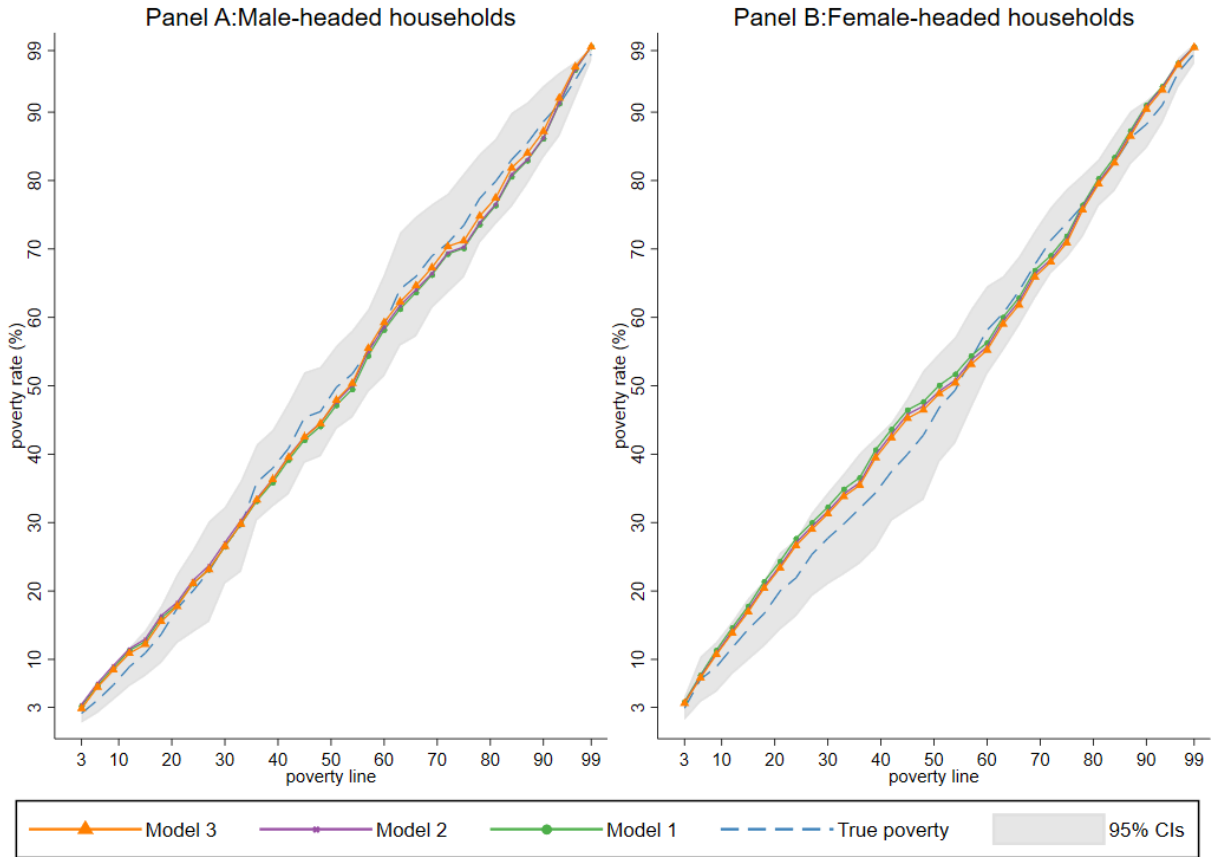 Panel A:Male-headed households
Panel B:Female-headed households
poverty rate (%)
99
90
80
70
60
50
40
30
20
10
3
3 10 20 30 40 50 60 70 80 90 99
poverty line
poverty rate (%)
99
90
80
70
60
50
40
30
20
10
3
3 10 20 30 40 50 60 70 80 90 99
poverty line
Model 3 Model 2 Model 1 True poverty 95% CIs